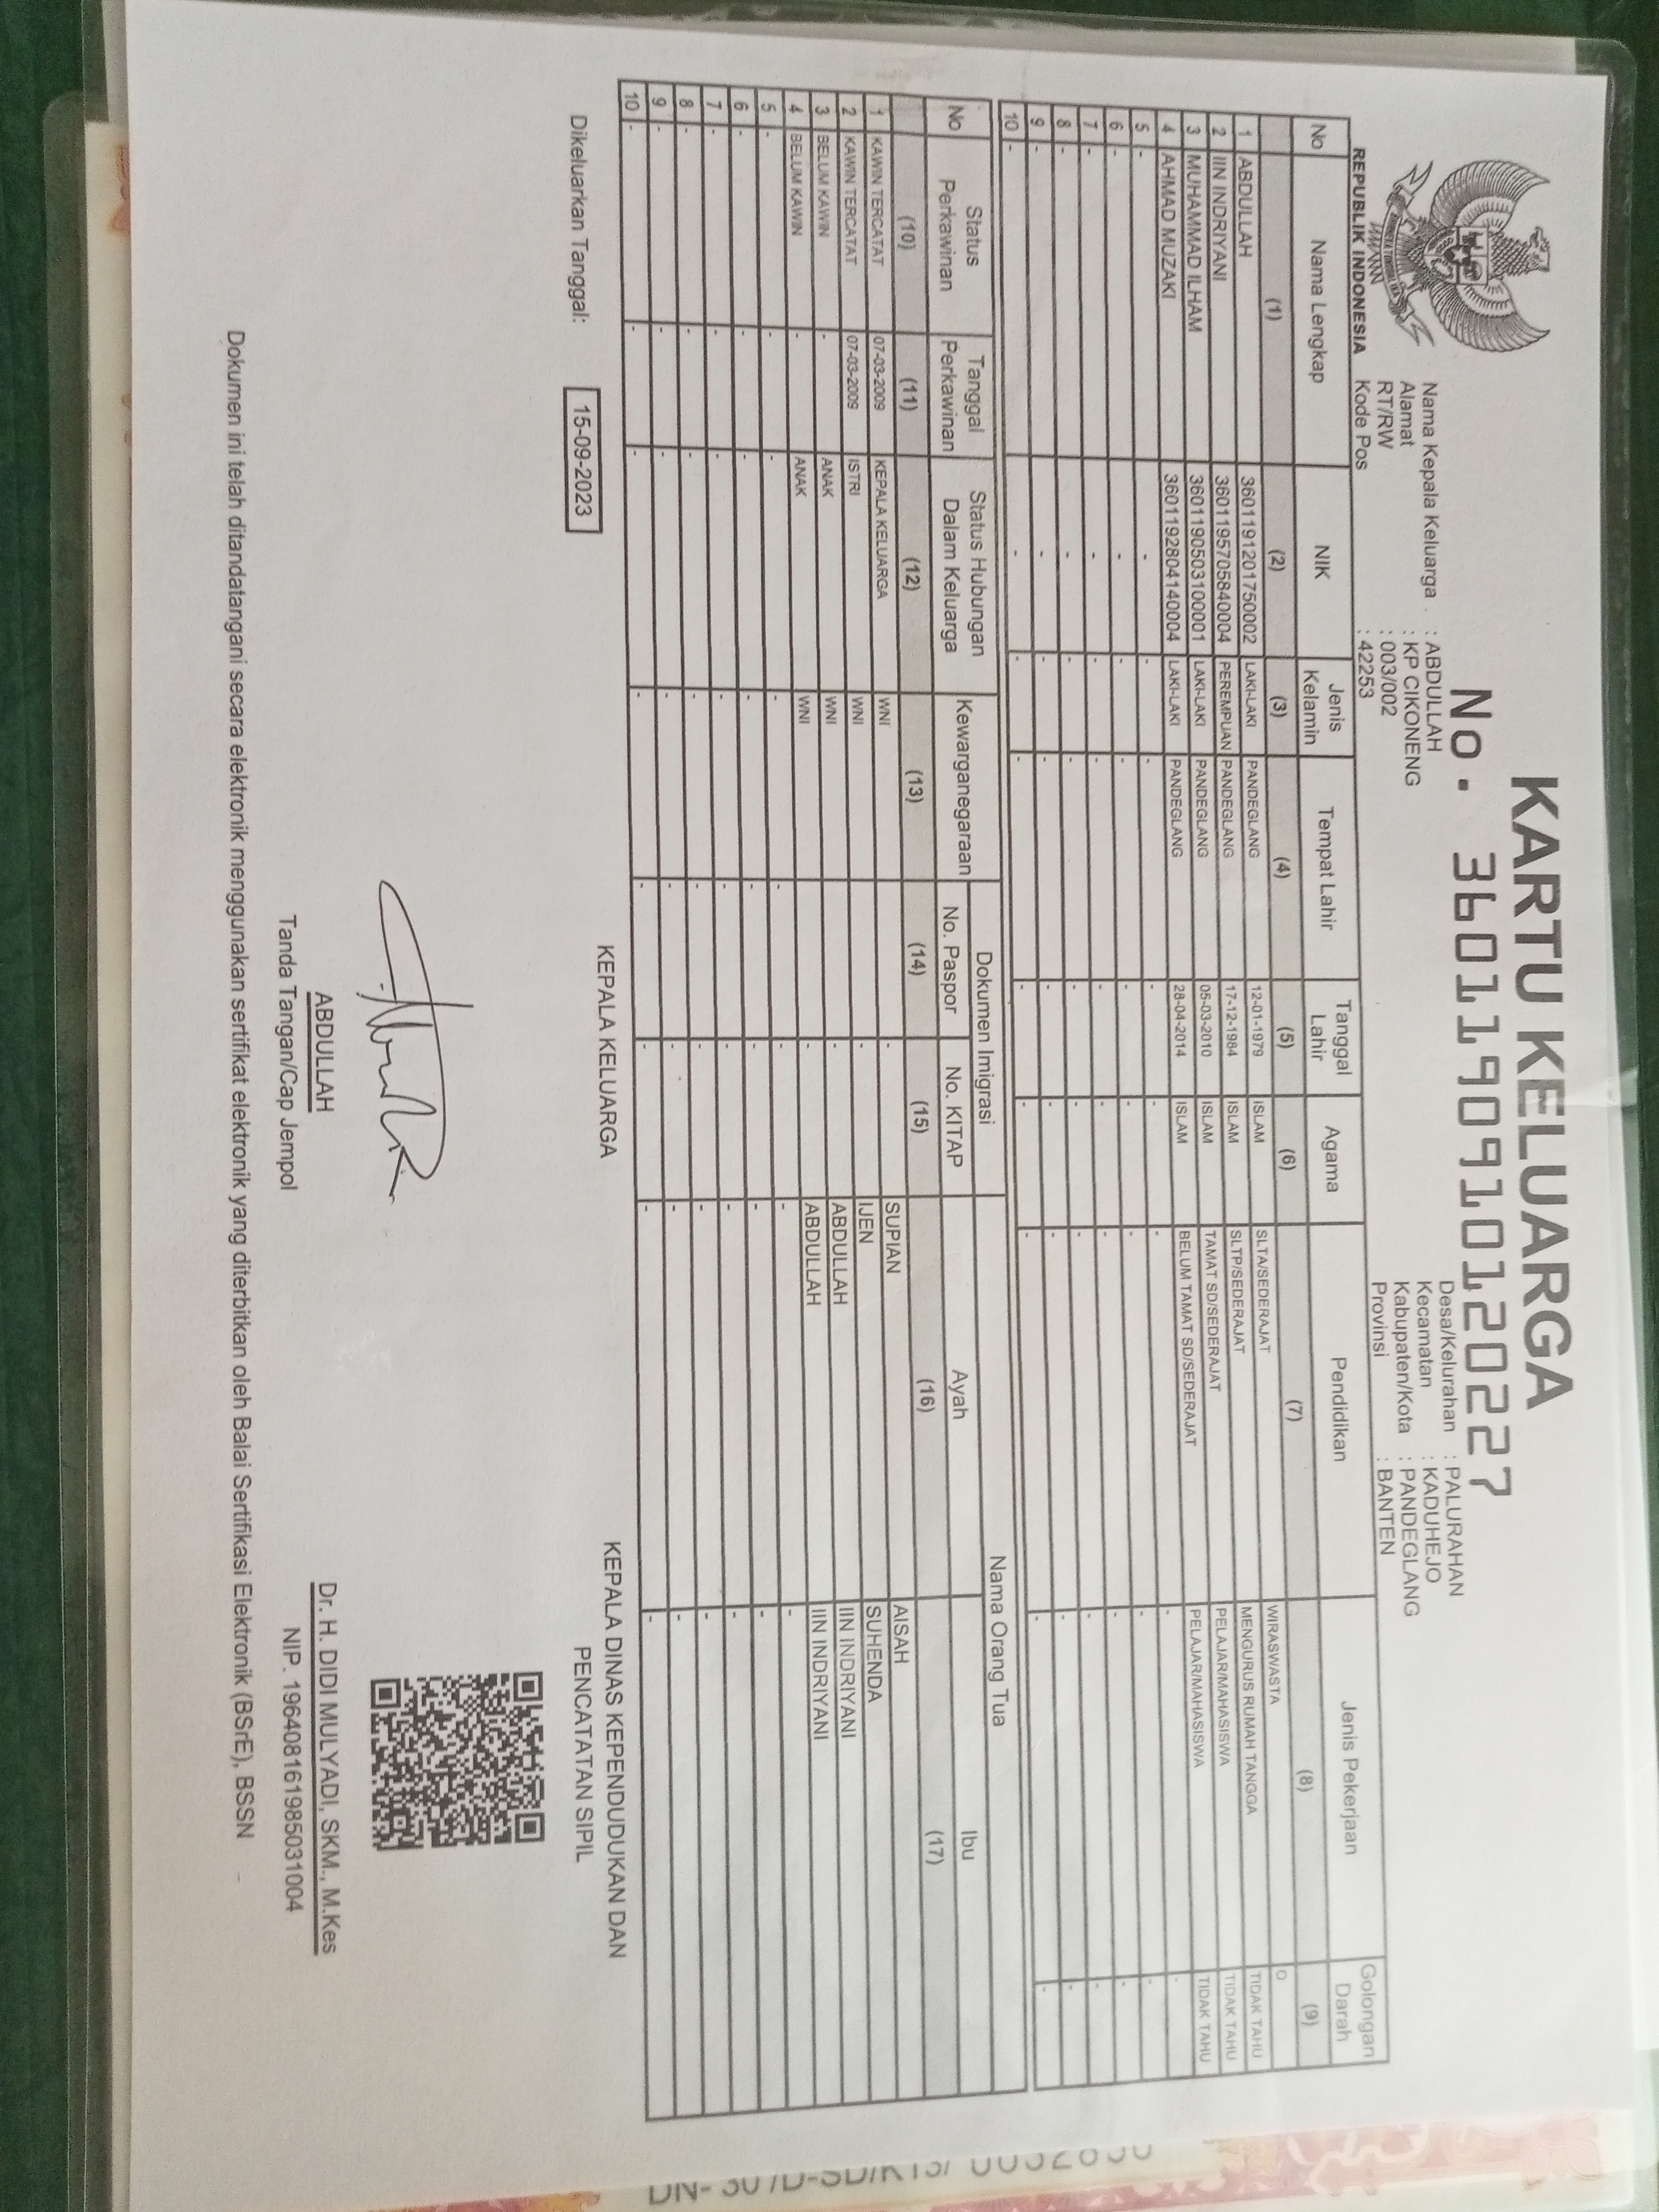 KARTU KELUARGA
No. 3601190910120227
REPUBLIK INDONESIA
Nama Kepala Keluarga : ABDULLAH
Alamat : KP CIKONENG
RT/RW : 003/002
Kode Pos : 42253
Desa/Kelurahan : PALURAHAN
Kecamatan : KADUHEJO
Kabupaten/Kota : PANDEGLANG
Provinsi : BANTEN
No Nama Lengkap NIK Jenis Kelamin Tempat Lahir Tanggal Lahir Agama Pendidikan Jenis Pekerjaan Golongan Darah
(1) (2) (3) (4) (5) (6) (7) (8) (9)
1 ABDULLAH 3601191201750002 LAKI-LAKI PANDEGLANG 12-01-1979 ISLAM SLTA/SEDERAJAT WIRASWASTA O
2 IIN INDRIYANI 3601195705840004 PEREMPUAN PANDEGLANG 17-12-1984 ISLAM SLTP/SEDERAJAT MENGURUS RUMAH TANGGA TIDAK TAHU
3 MUHAMMAD ILHAM 3601190503100001 LAKI-LAKI PANDEGLANG 05-03-2010 ISLAM TAMAT SD/SEDERAJAT PELAJAR/MAHASISWA TIDAK TAHU
4 AHMAD MUZAKI 3601192804140004 LAKI-LAKI PANDEGLANG 28-04-2014 ISLAM BELUM TAMAT SD/SEDERAJAT PELAJAR/MAHASISWA TIDAK TAHU
5 - - - - - - - - -
6 - - - - - - - - -
7 - - - - - - - - -
8 - - - - - - - - -
9 - - - - - - - - -
10 - - - - - - - - -
No Status Perkawinan Tanggal Perkawinan Status Hubungan Dalam Keluarga Kewarganegaraan Dokumen Imigrasi Nama Orang Tua
No. Paspor No. KITAP Ayah Ibu
(10) (11) (12) (13) (14) (15) (16) (17)
1 KAWIN TERCATAT 07-03-2009 KEPALA KELUARGA WNI - - SUPIAN AISAH
2 KAWIN TERCATAT 07-03-2009 ISTRI WNI - - IJEN SUHENDA
3 BELUM KAWIN - ANAK WNI - - ABDULLAH IIN INDRIYANI
4 BELUM KAWIN - ANAK WNI - - ABDULLAH IIN INDRIYANI
5 - - - - - - - -
6 - - - - - - - -
7 - - - - - - - -
8 - - - - - - - -
9 - - - - - - - -
10 - - - - - - - -
Dikeluarkan Tanggal: 15-09-2023
KEPALA KELUARGA
ABDULLAH
Tanda Tangan/Cap Jempol
KEPALA DINAS KEPENDUDUKAN DAN
PENCATATAN SIPIL
Dr. H. DIDI MULYADI, SKM., M.Kes
NIP. 196408161985031004
Dokumen ini telah ditandatangani secara elektronik menggunakan sertifikat elektronik yang diterbitkan oleh Balai Sertifikasi Elektronik (BSrE), BSSN